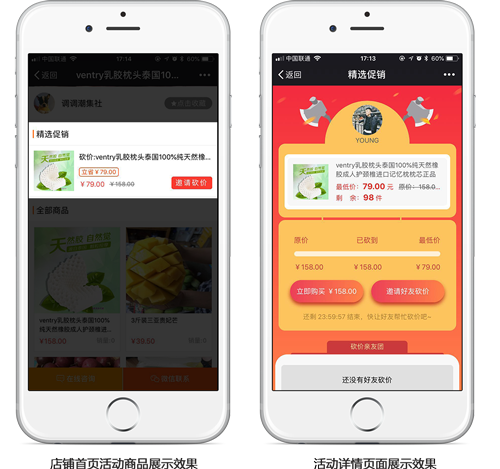 中国联通
17:14
60%
返回
ventry乳胶枕头泰国10...
调调潮集社
精选促销
天然
砍价:ventry乳胶枕头泰国100%纯天然橡...
立省￥79.00
￥79.00 ￥158.00
邀请砍价
全部商品
天然胶 自然梦
ventry乳胶枕头泰国100%
纯天然橡胶成人护颈椎进...
￥158.00
5斤装三亚贵妃芒
￥39.50
店铺首页活动商品展示效果
中国联通
17:13
60%
返回
精选促销
YOUNG
天然
ventry乳胶枕头泰国100%纯天然橡
胶成人护颈椎进口记忆枕枕芯正品
最低价: 79.00 元 原价: 158.0...
剩 余: 98 件
原价 已砍到 最低价
￥158.00 ￥158.00 ￥79.00
立即购买 ￥158.00
邀请好友砍价
还剩 23:59:57 结束，快让好友帮忙砍价吧~
砍价亲友团
还没有好友砍价
活动详情页面展示效果